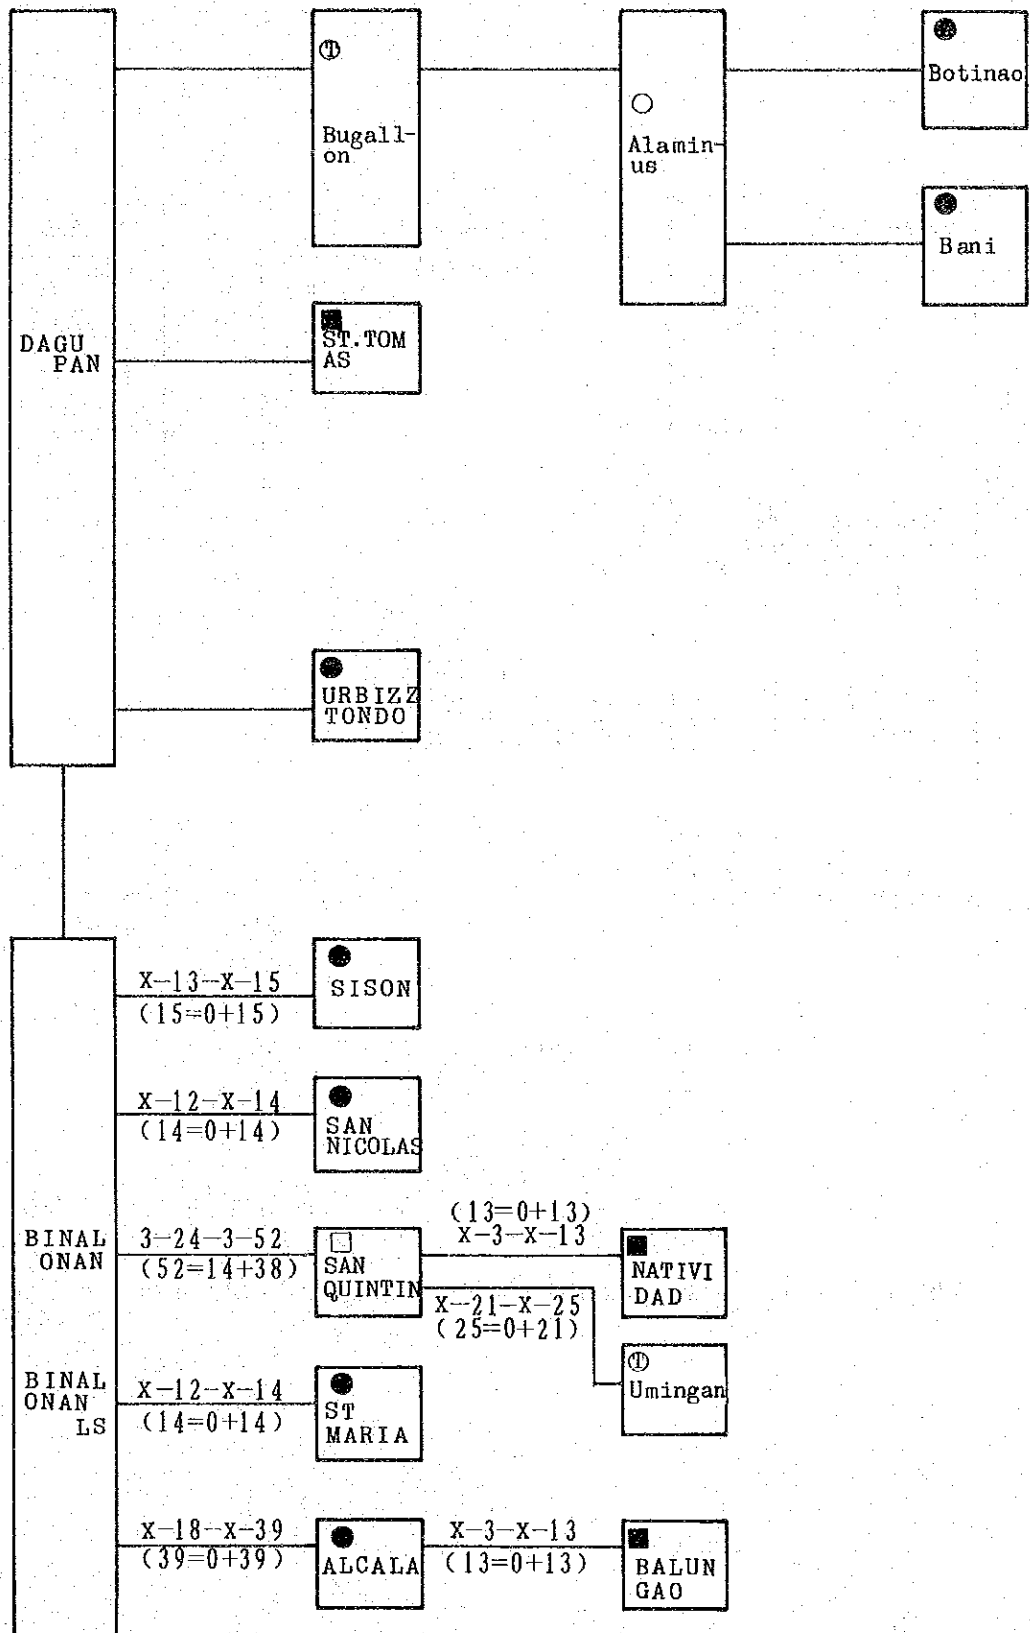 Bugall-
on
Alamin-
us
Botinao
Bani
DAGU
PAN
ST.TOM
AS
URBIZZ
TONDO
X-13-X-15
(15=0+15)
SISON
X-12-X-14
(14=0+14)
SAN
NICOLAS
BINAL
ONAN
3-24-3-52
(52=14+38)
SAN
QUINTIN
(13=0+13)
X-3-X-13
NATIVI
DAD
X-21-X-25
(25=0+21)
T
Umingan
BINAL
ONAN
LS
X-12-X-14
(14=0+14)
ST
MARIA
X-18-X-39
(39=0+39)
ALCALA
X-3-X-13
(13=0+13)
BALUN
GAO